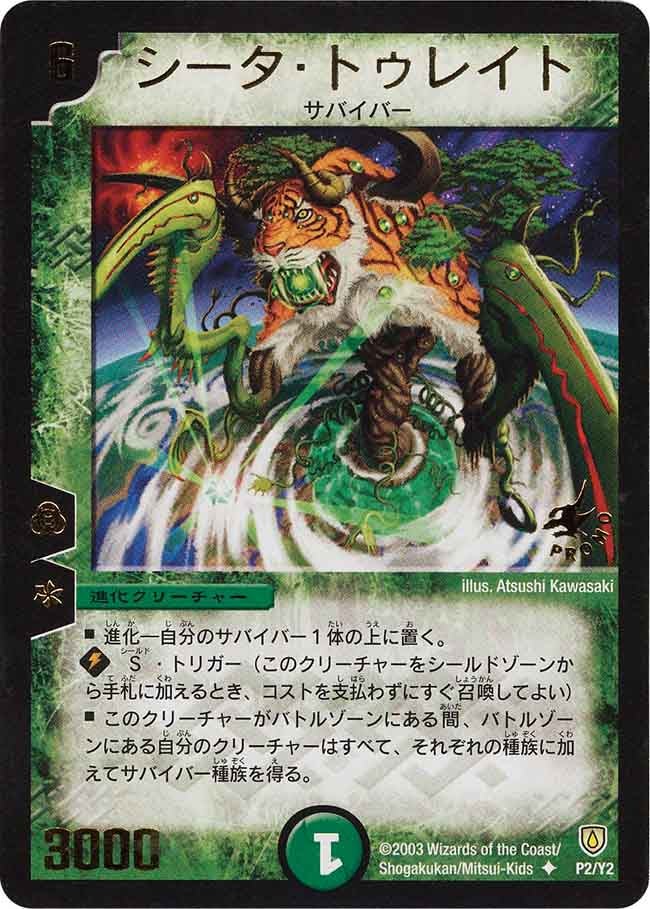 6
シータ・トゥレイト
サバイバー
PROMO
illus. Atsushi Kawasaki
進化クリーチャー
■ 進化―自分のサバイバー1体の上に置く。
S・トリガー（このクリーチャーをシールドゾーンか
ら手札に加えるとき、コストを支払わずにすぐ召喚してよい）
■ このクリーチャーがバトルゾーンにある間、バトルゾー
ンにある自分のクリーチャーはすべて、それぞれの種族に加
えてサバイバー種族を得る。
3000
1
©2003 Wizards of the Coast/
Shogakukan/Mitsui-Kids
P2/Y2